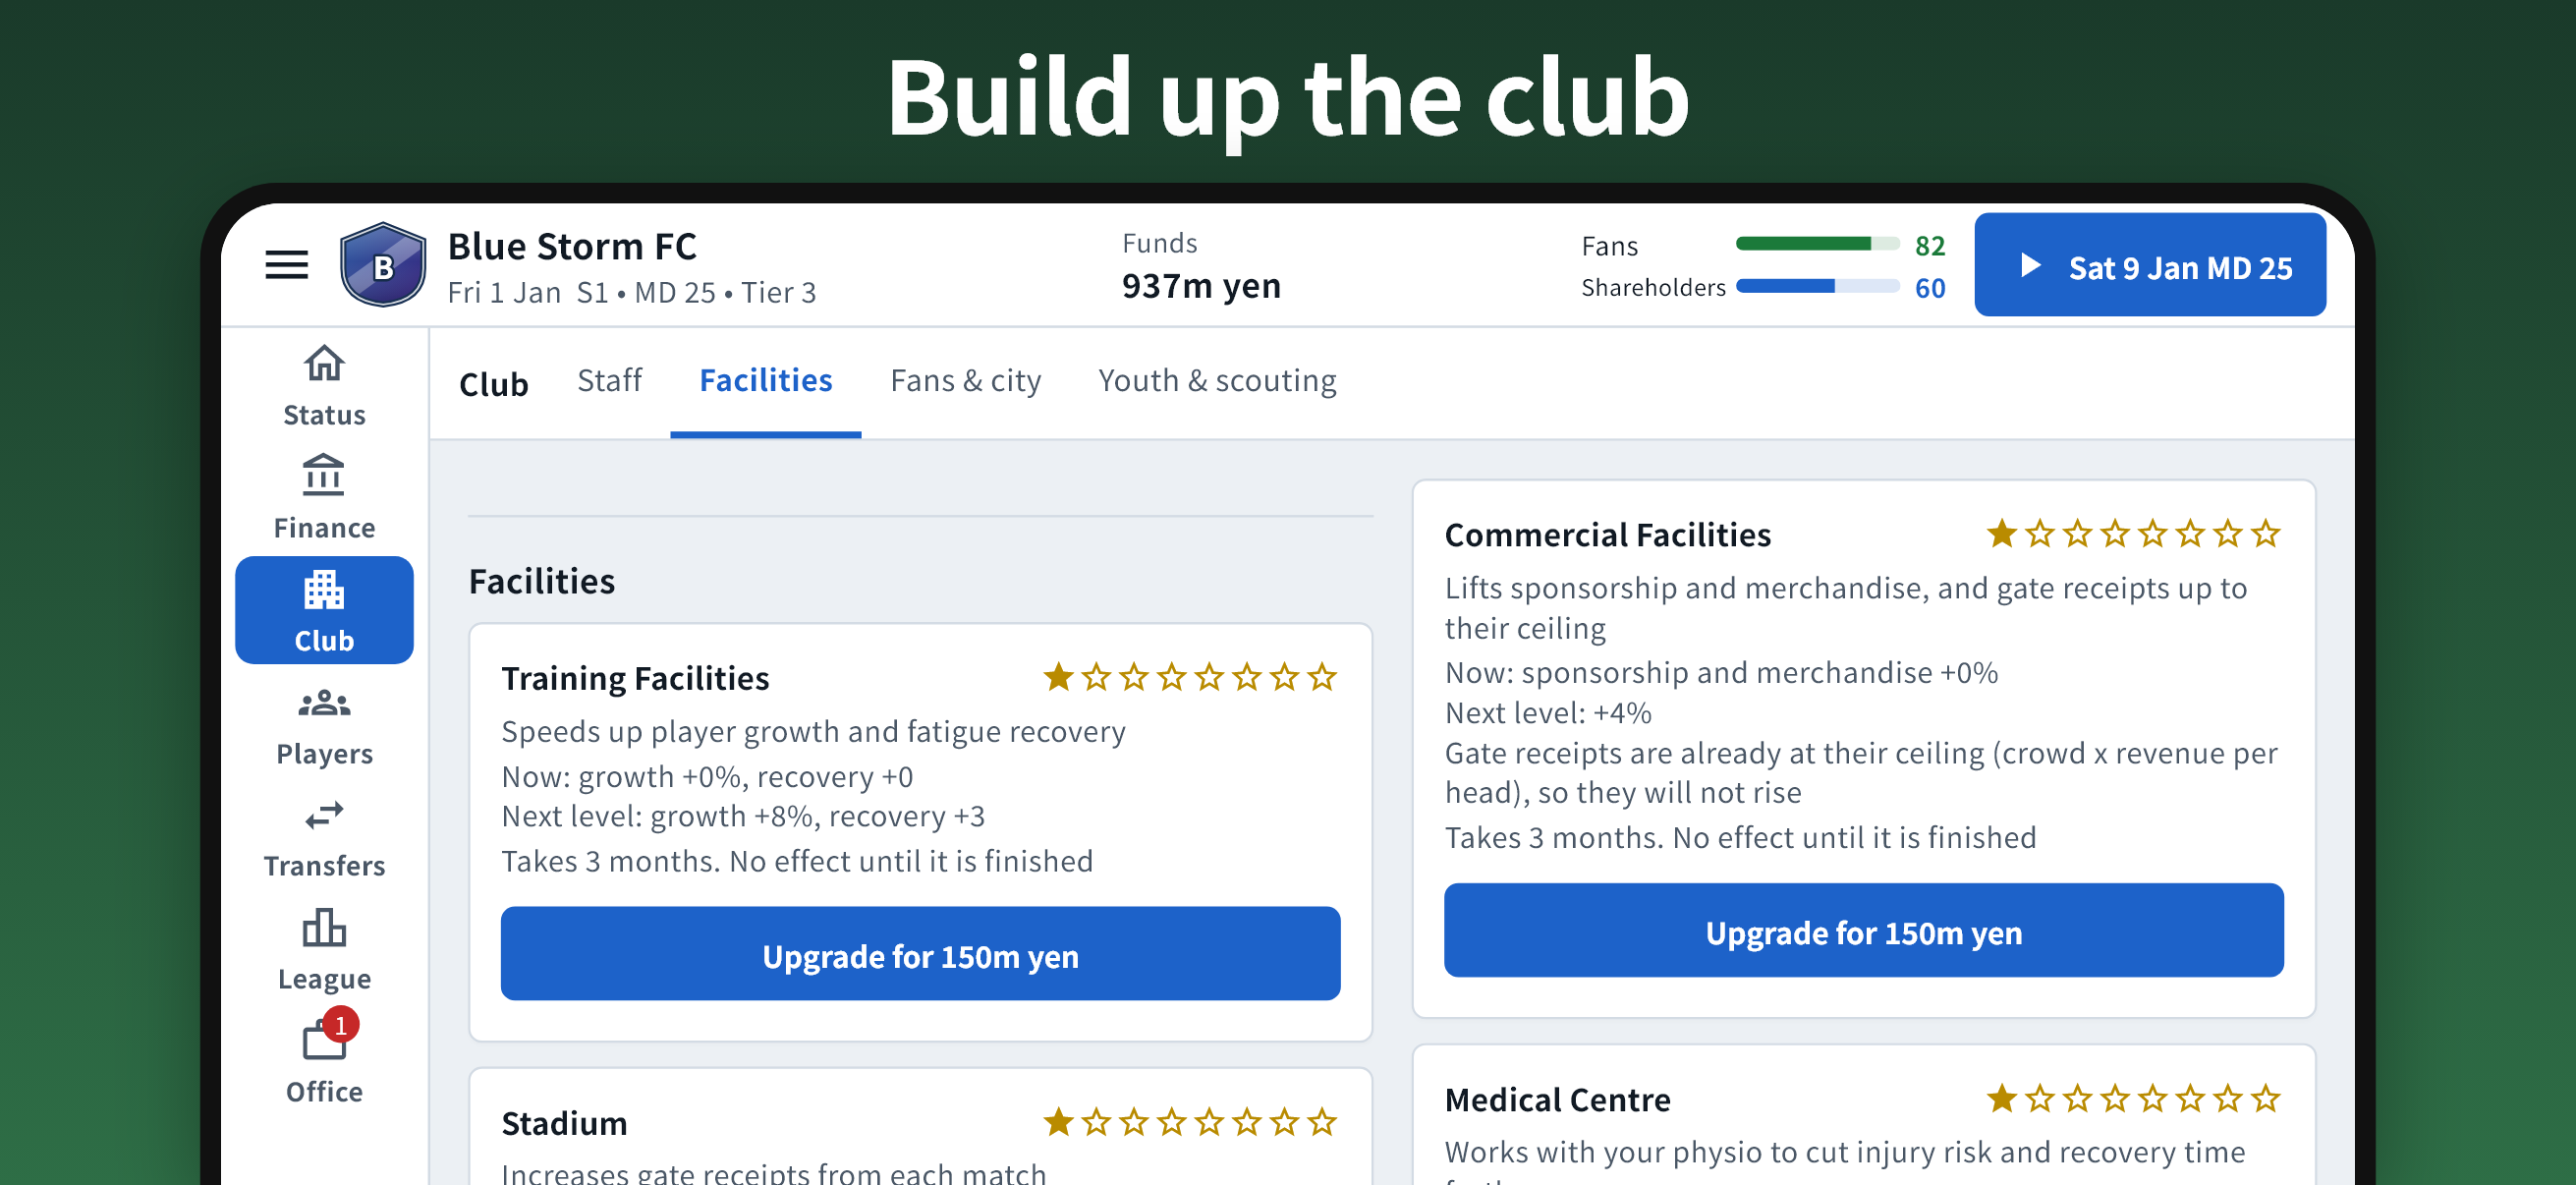 Build up the club
B
Blue Storm FC
Fri 1 Jan S1 • MD 25 • Tier 3
Funds
937m yen
Fans 82
Shareholders 60
Sat 9 Jan MD 25
Status
Finance
Club
Players
Transfers
League
1
Office
Club
Staff
Facilities
Fans & city
Youth & scouting
Facilities
Training Facilities
Speeds up player growth and fatigue recovery
Now: growth +0%, recovery +0
Next level: growth +8%, recovery +3
Takes 3 months. No effect until it is finished
Upgrade for 150m yen
Stadium
Increases gate receipts from each match
Commercial Facilities
Lifts sponsorship and merchandise, and gate receipts up to
their ceiling
Now: sponsorship and merchandise +0%
Next level: +4%
Gate receipts are already at their ceiling (crowd x revenue per
head), so they will not rise
Takes 3 months. No effect until it is finished
Upgrade for 150m yen
Medical Centre
Works with your physio to cut injury risk and recovery time